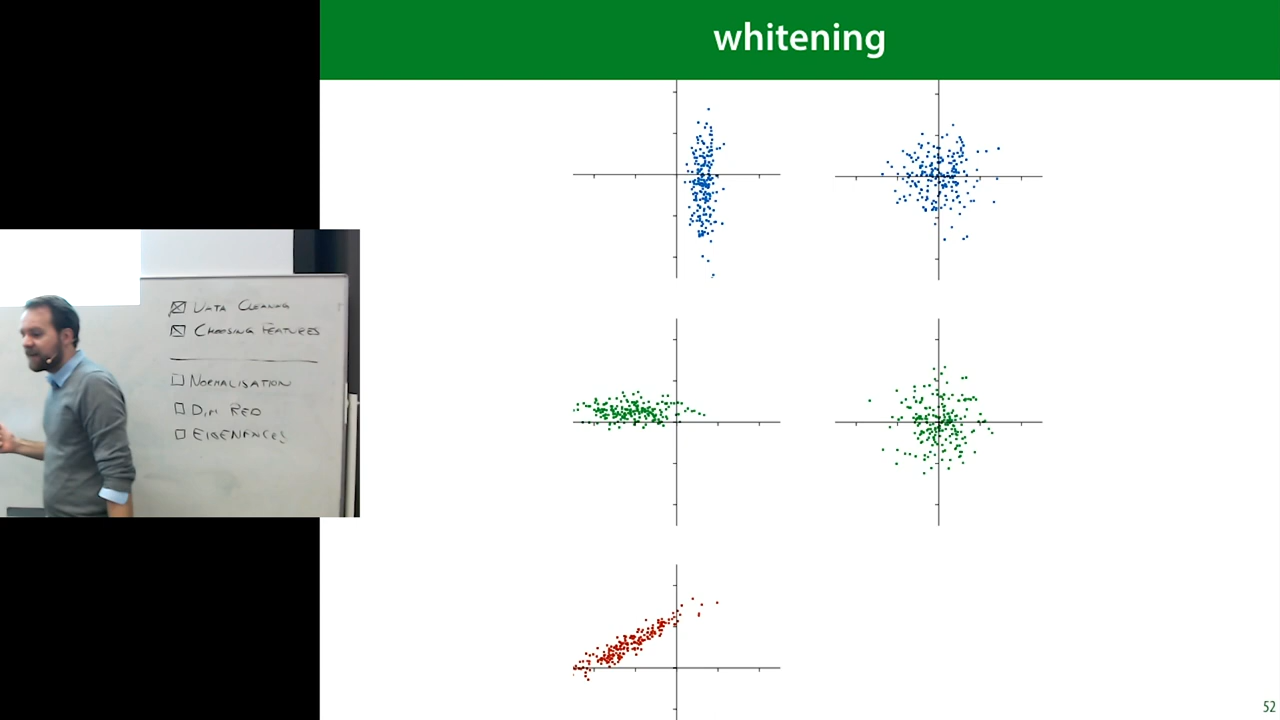 whitening
DATA CLEANING
CHOOSING FEATURES
NORMALISATION
DIM RED
EIGENFACES
52